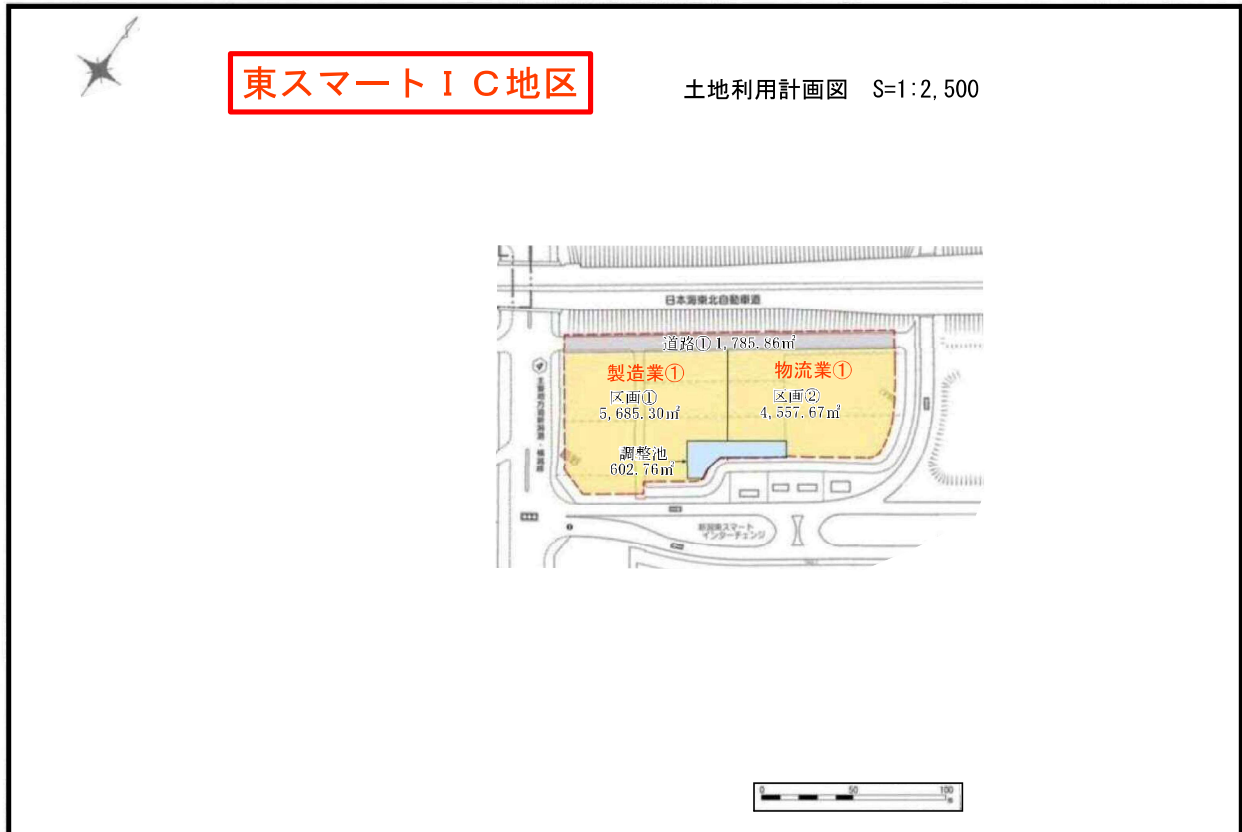 東スマートＩＣ地区
土地利用計画図　S=1:2,500
日本海東北自動車道
道路① 1,785.86㎡
製造業①
物流業①
区画①
5,685.30㎡
区画②
4,557.67㎡
調整池
602.76㎡
新潟東スマート
インターチェンジ
0 50 100
m